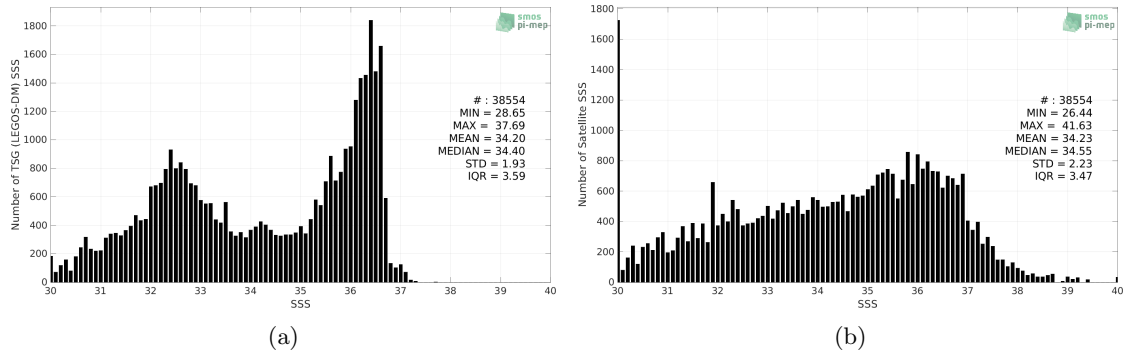 1800
1600
1400
1200
1000
800
600
400
200
0
Number of TSG (LEGOS-DM) SSS
smos
pi-mep
# : 38554
MIN = 28.65
MAX = 37.69
MEAN = 34.20
MEDIAN = 34.40
STD = 1.93
IQR = 3.59
30 31 32 33 34 35 36 37 38 39 40
SSS
(a)
1800
1600
1400
1200
1000
800
600
400
200
0
Number of Satellite SSS
smos
pi-mep
# : 38554
MIN = 26.44
MAX = 41.63
MEAN = 34.23
MEDIAN = 34.55
STD = 2.23
IQR = 3.47
30 31 32 33 34 35 36 37 38 39 40
SSS
(b)